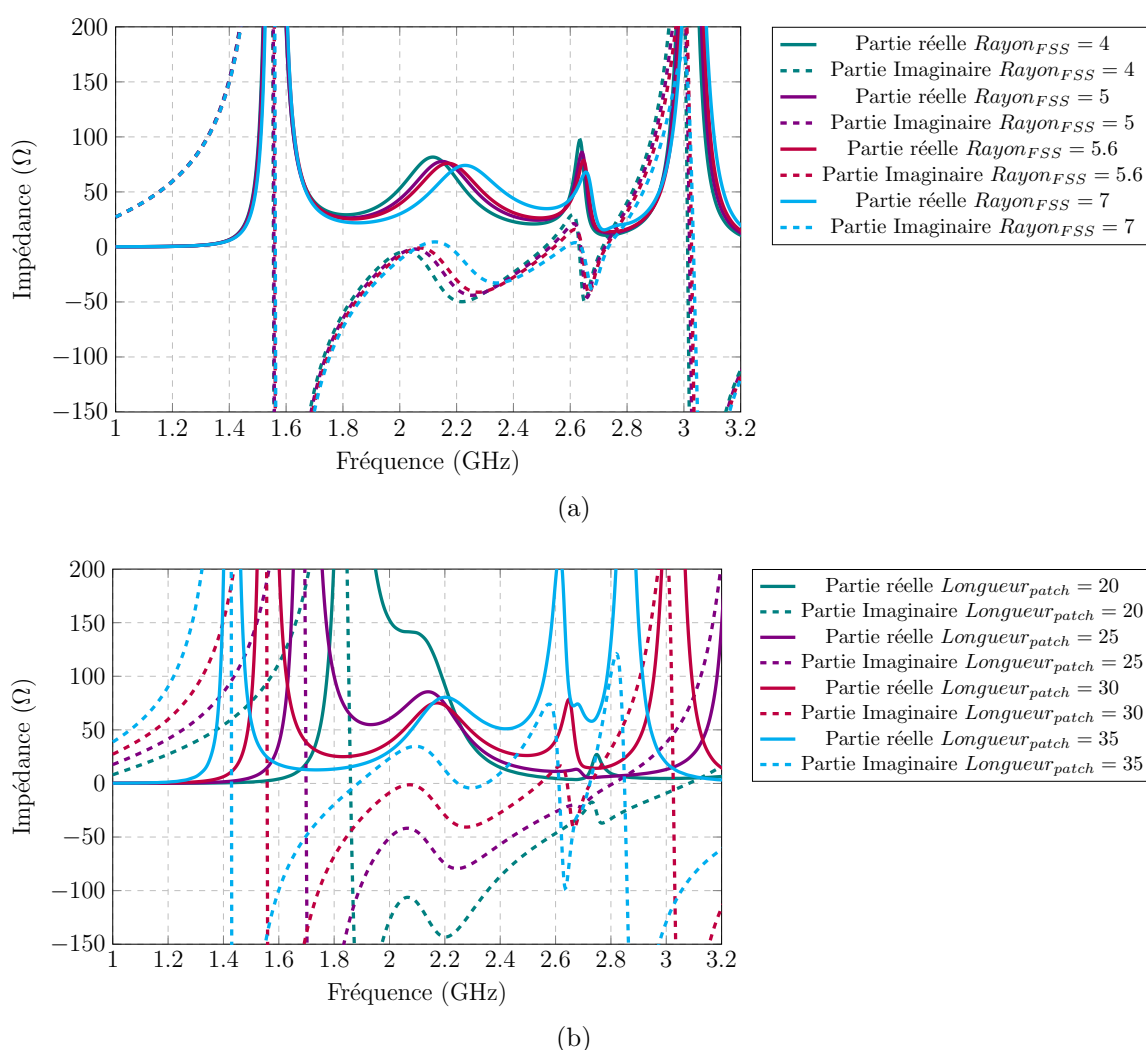 200
150
100
50
0
−50
−100
−150
1 1.2 1.4 1.6 1.8 2 2.2 2.4 2.6 2.8 3 3.2
Impédance (Ω)
Fréquence (GHz)
Partie réelle Rayon_FSS = 4
Partie Imaginaire Rayon_FSS = 4
Partie réelle Rayon_FSS = 5
Partie Imaginaire Rayon_FSS = 5
Partie réelle Rayon_FSS = 5.6
Partie Imaginaire Rayon_FSS = 5.6
Partie réelle Rayon_FSS = 7
Partie Imaginaire Rayon_FSS = 7
(a)
200
150
100
50
0
−50
−100
−150
1 1.2 1.4 1.6 1.8 2 2.2 2.4 2.6 2.8 3 3.2
Impédance (Ω)
Fréquence (GHz)
Partie réelle Longueur_patch = 20
Partie Imaginaire Longueur_patch = 20
Partie réelle Longueur_patch = 25
Partie Imaginaire Longueur_patch = 25
Partie réelle Longueur_patch = 30
Partie Imaginaire Longueur_patch = 30
Partie réelle Longueur_patch = 35
Partie Imaginaire Longueur_patch = 35
(b)